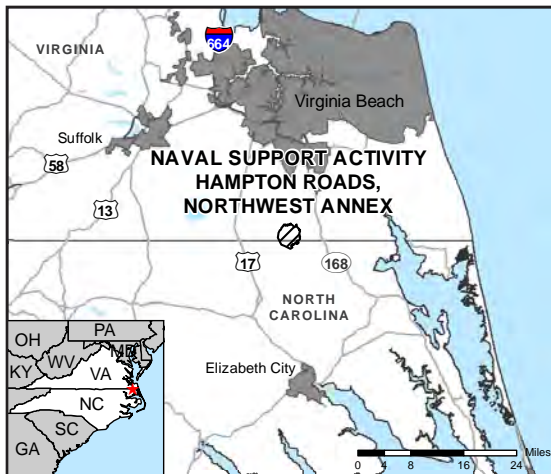 VIRGINIA
664
Virginia Beach
Suffolk
58
NAVAL SUPPORT ACTIVITY
HAMPTON ROADS,
NORTHWEST ANNEX
13
17
168
NORTH
CAROLINA
Elizabeth City
OH
PA
MD
WV
KY
VA
NC
SC
GA
Miles
0 4 8 16 24